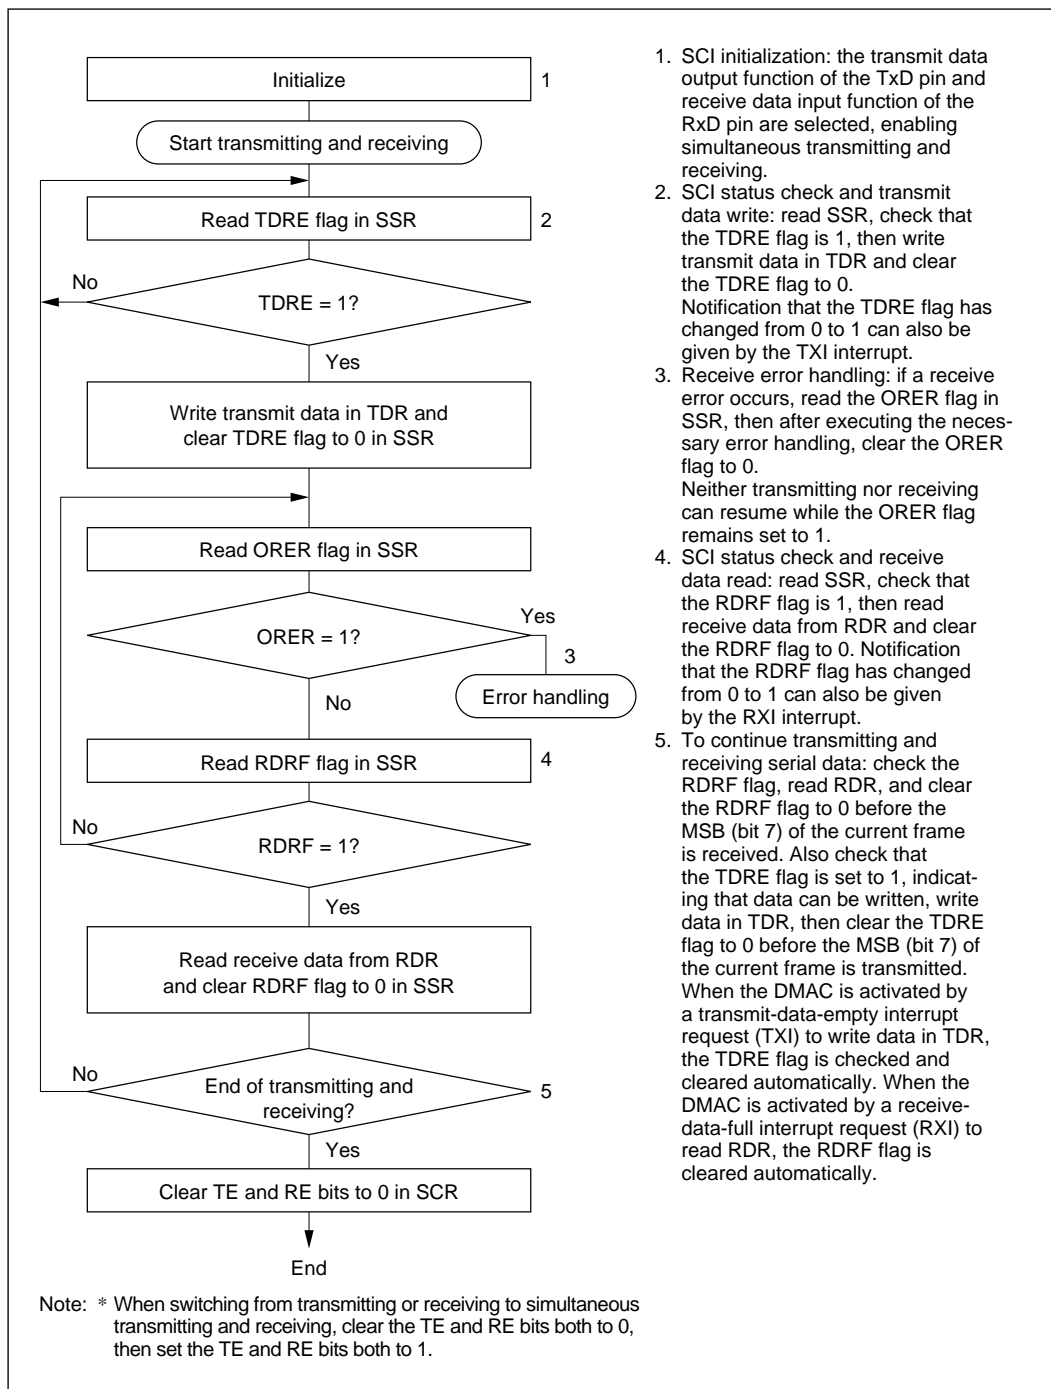 Initialize
1
Start transmitting and receiving
Read TDRE flag in SSR
2
No
TDRE = 1?
Yes
Write transmit data in TDR and
clear TDRE flag to 0 in SSR
Read ORER flag in SSR
Yes
ORER = 1?
3
Error handling
No
Read RDRF flag in SSR
4
No
RDRF = 1?
Yes
Read receive data from RDR
and clear RDRF flag to 0 in SSR
No
End of transmitting and
receiving?
5
Yes
Clear TE and RE bits to 0 in SCR
End
1. SCI initialization: the transmit data
output function of the TxD pin and
receive data input function of the
RxD pin are selected, enabling
simultaneous transmitting and
receiving.
2. SCI status check and transmit
data write: read SSR, check that
the TDRE flag is 1, then write
transmit data in TDR and clear
the TDRE flag to 0.
Notification that the TDRE flag has
changed from 0 to 1 can also be
given by the TXI interrupt.
3. Receive error handling: if a receive
error occurs, read the ORER flag in
SSR, then after executing the neces-
sary error handling, clear the ORER
flag to 0.
Neither transmitting nor receiving
can resume while the ORER flag
remains set to 1.
4. SCI status check and receive
data read: read SSR, check that
the RDRF flag is 1, then read
receive data from RDR and clear
the RDRF flag to 0. Notification
that the RDRF flag has changed
from 0 to 1 can also be given
by the RXI interrupt.
5. To continue transmitting and
receiving serial data: check the
RDRF flag, read RDR, and clear
the RDRF flag to 0 before the
MSB (bit 7) of the current frame
is received. Also check that
the TDRE flag is set to 1, indicat-
ing that data can be written, write
data in TDR, then clear the TDRE
flag to 0 before the MSB (bit 7) of
the current frame is transmitted.
When the DMAC is activated by
a transmit-data-empty interrupt
request (TXI) to write data in TDR,
the TDRE flag is checked and
cleared automatically. When the
DMAC is activated by a receive-
data-full interrupt request (RXI) to
read RDR, the RDRF flag is
cleared automatically.
Note: * When switching from transmitting or receiving to simultaneous
transmitting and receiving, clear the TE and RE bits both to 0,
then set the TE and RE bits both to 1.